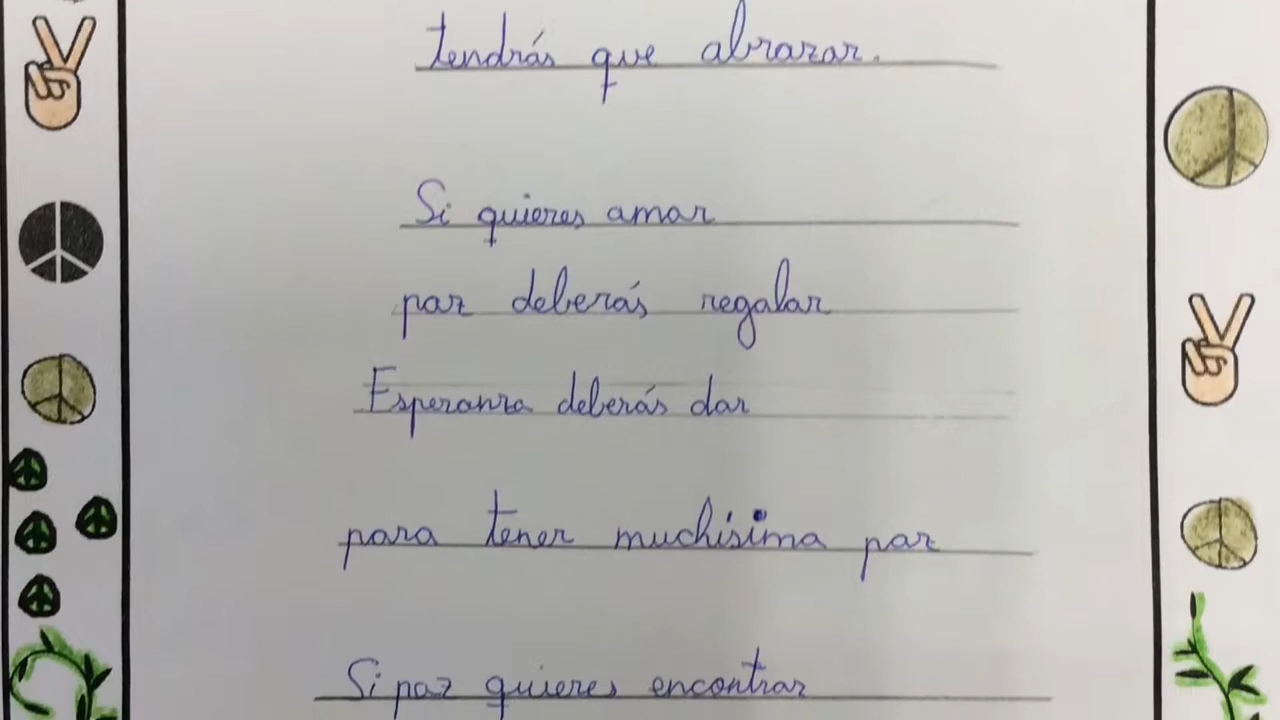 tendrás que abrazar.
Si quieres amar
paz deberás regalar
Esperanza deberás dar
para tener muchísima paz
Si paz quieres encontrar